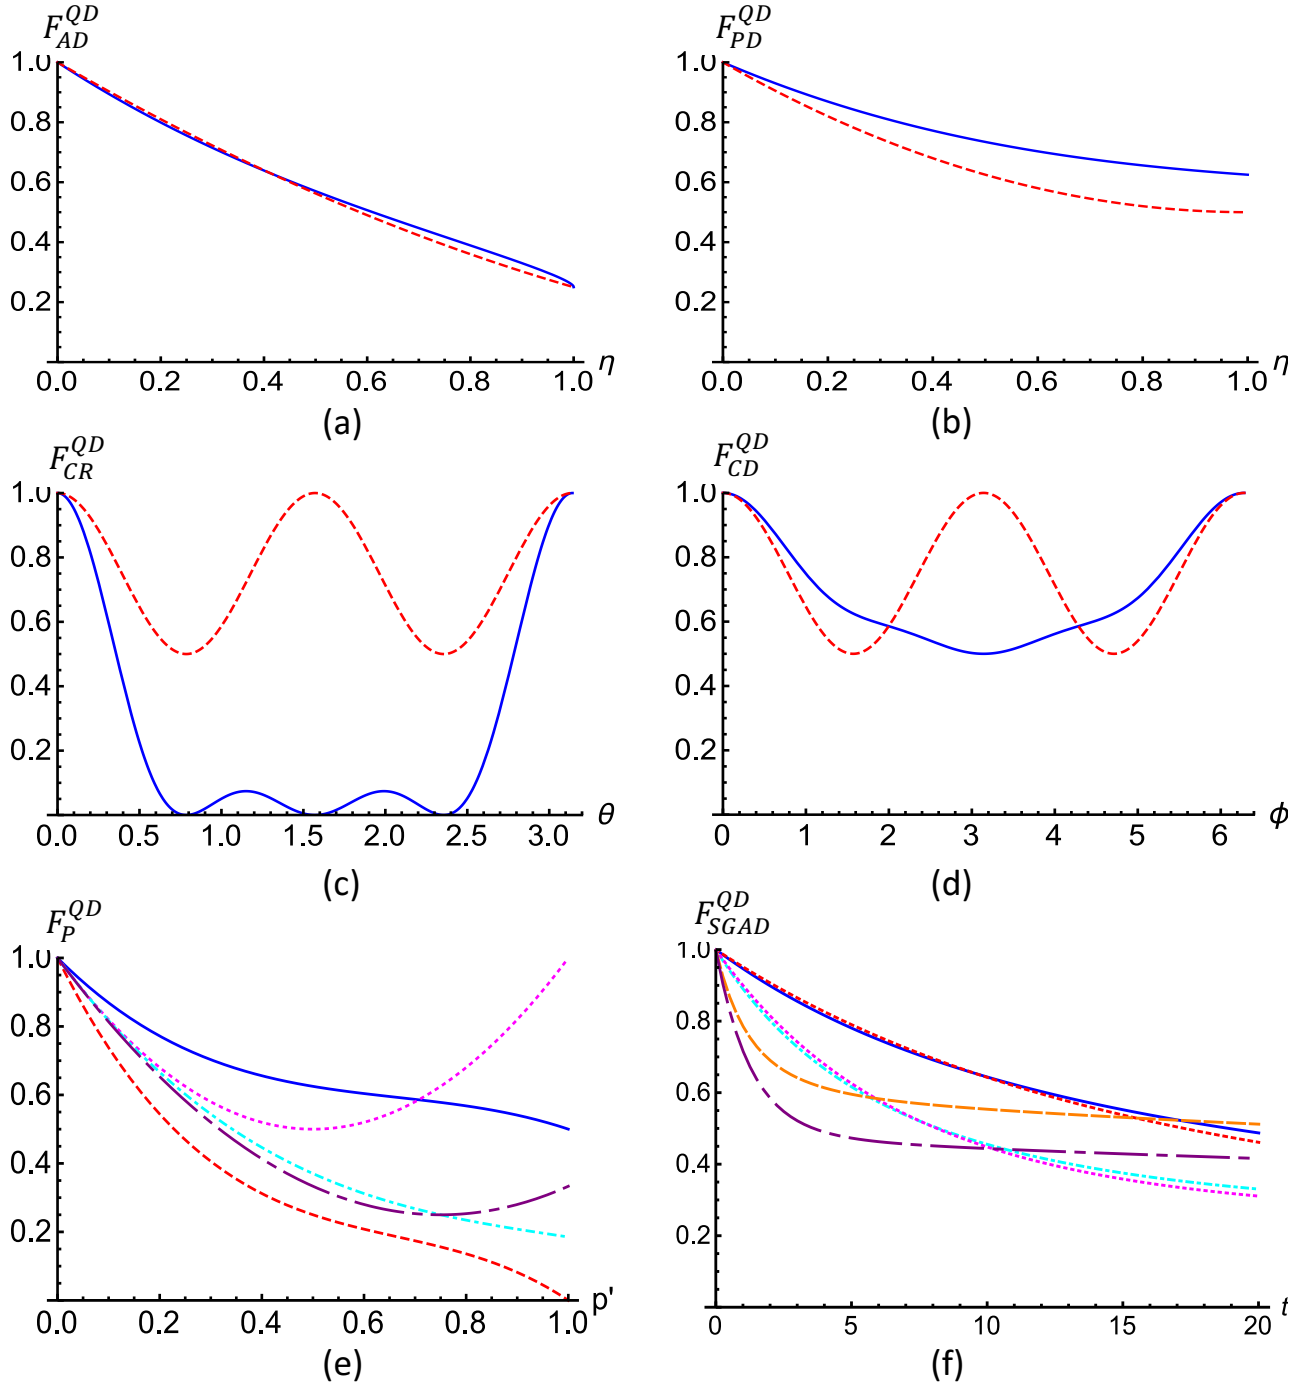 F_{AD}^{QD}
1.0
0.8
0.6
0.4
0.2
0.0 0.2 0.4 0.6 0.8 1.0 η
(a)
F_{PD}^{QD}
1.0
0.8
0.6
0.4
0.2
0.0 0.2 0.4 0.6 0.8 1.0 η
(b)
F_{CR}^{QD}
1.0
0.8
0.6
0.4
0.2
0.0 0.5 1.0 1.5 2.0 2.5 3.0 θ
(c)
F_{CD}^{QD}
1.0
0.8
0.6
0.4
0.2
0 1 2 3 4 5 6 ϕ
(d)
F_{P}^{QD}
1.0
0.8
0.6
0.4
0.2
0.0 0.2 0.4 0.6 0.8 1.0 p'
(e)
F_{SGAD}^{QD}
1.0
0.8
0.6
0.4
0.2
0 5 10 15 20 t
(f)